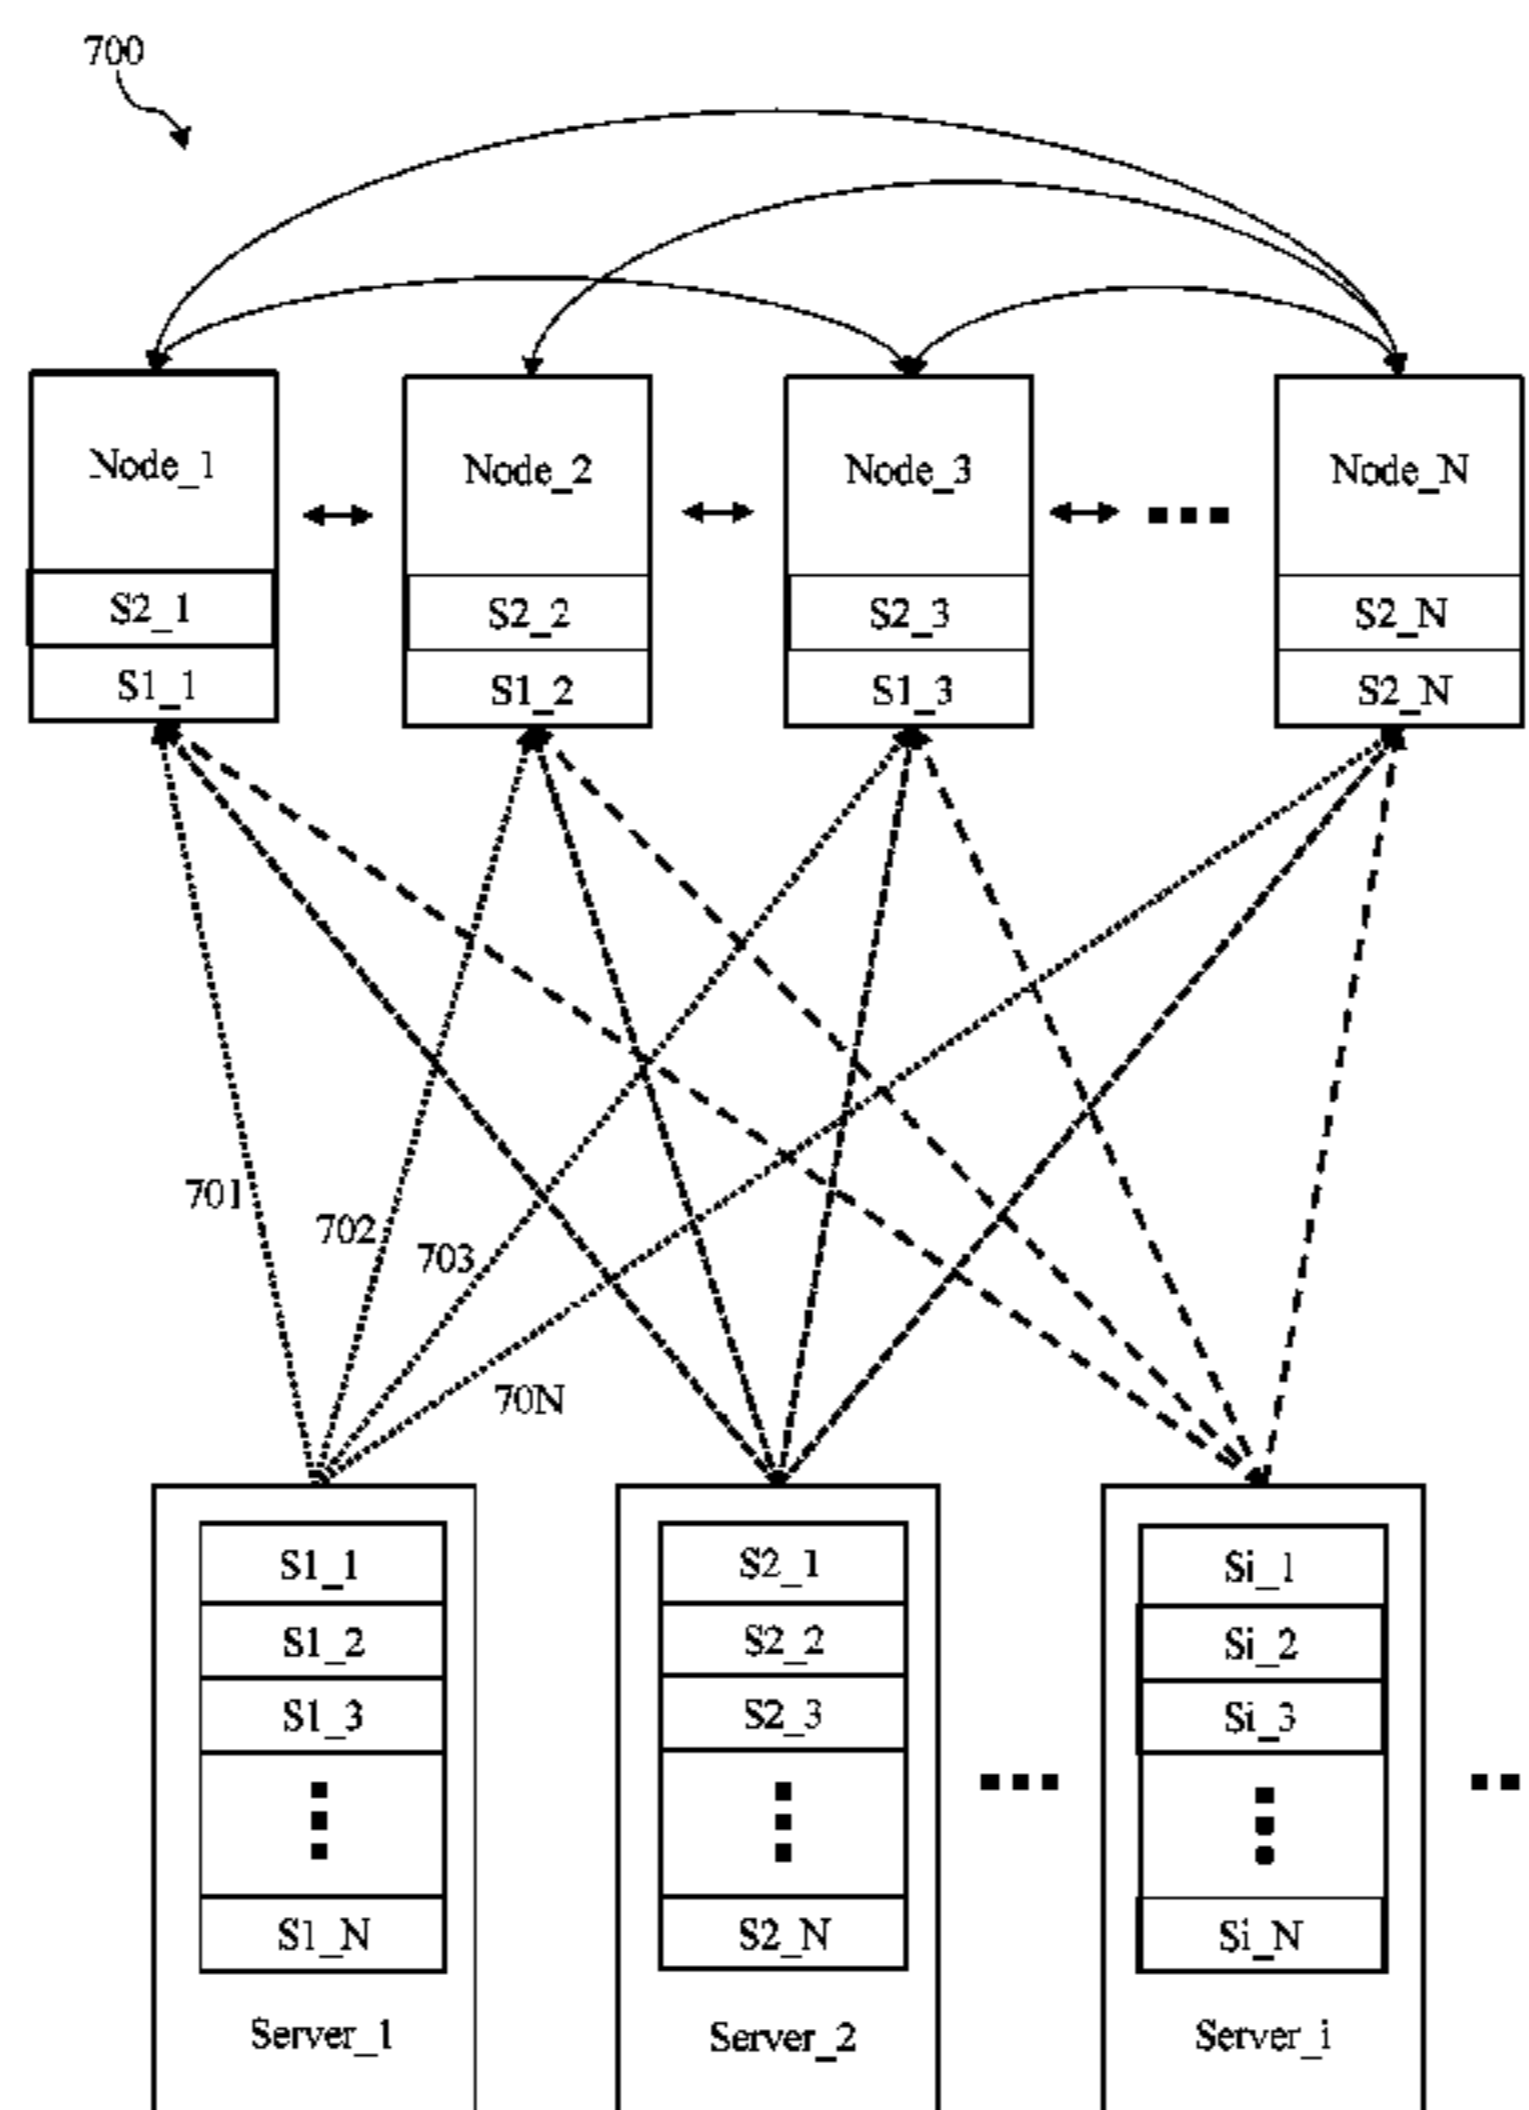 700
Node_1
Node_2
Node_3
Node_N
S2_1
S2_2
S2_3
S2_N
S1_1
S1_2
S1_3
S2_N
701
702
703
70N
S1_1
S1_2
S1_3
S1_N
Server_1
S2_1
S2_2
S2_3
S2_N
Server_2
Si_1
Si_2
Si_3
Si_N
Server_i